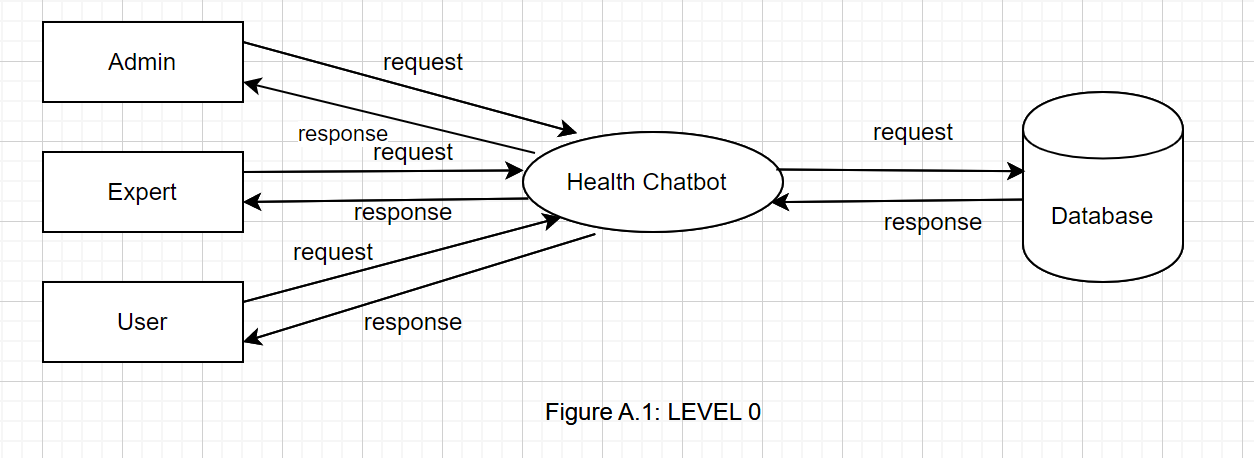 Admin
request
response
request
Expert
response
request
User
response
Health Chatbot
request
response
Database
Figure A.1: LEVEL 0